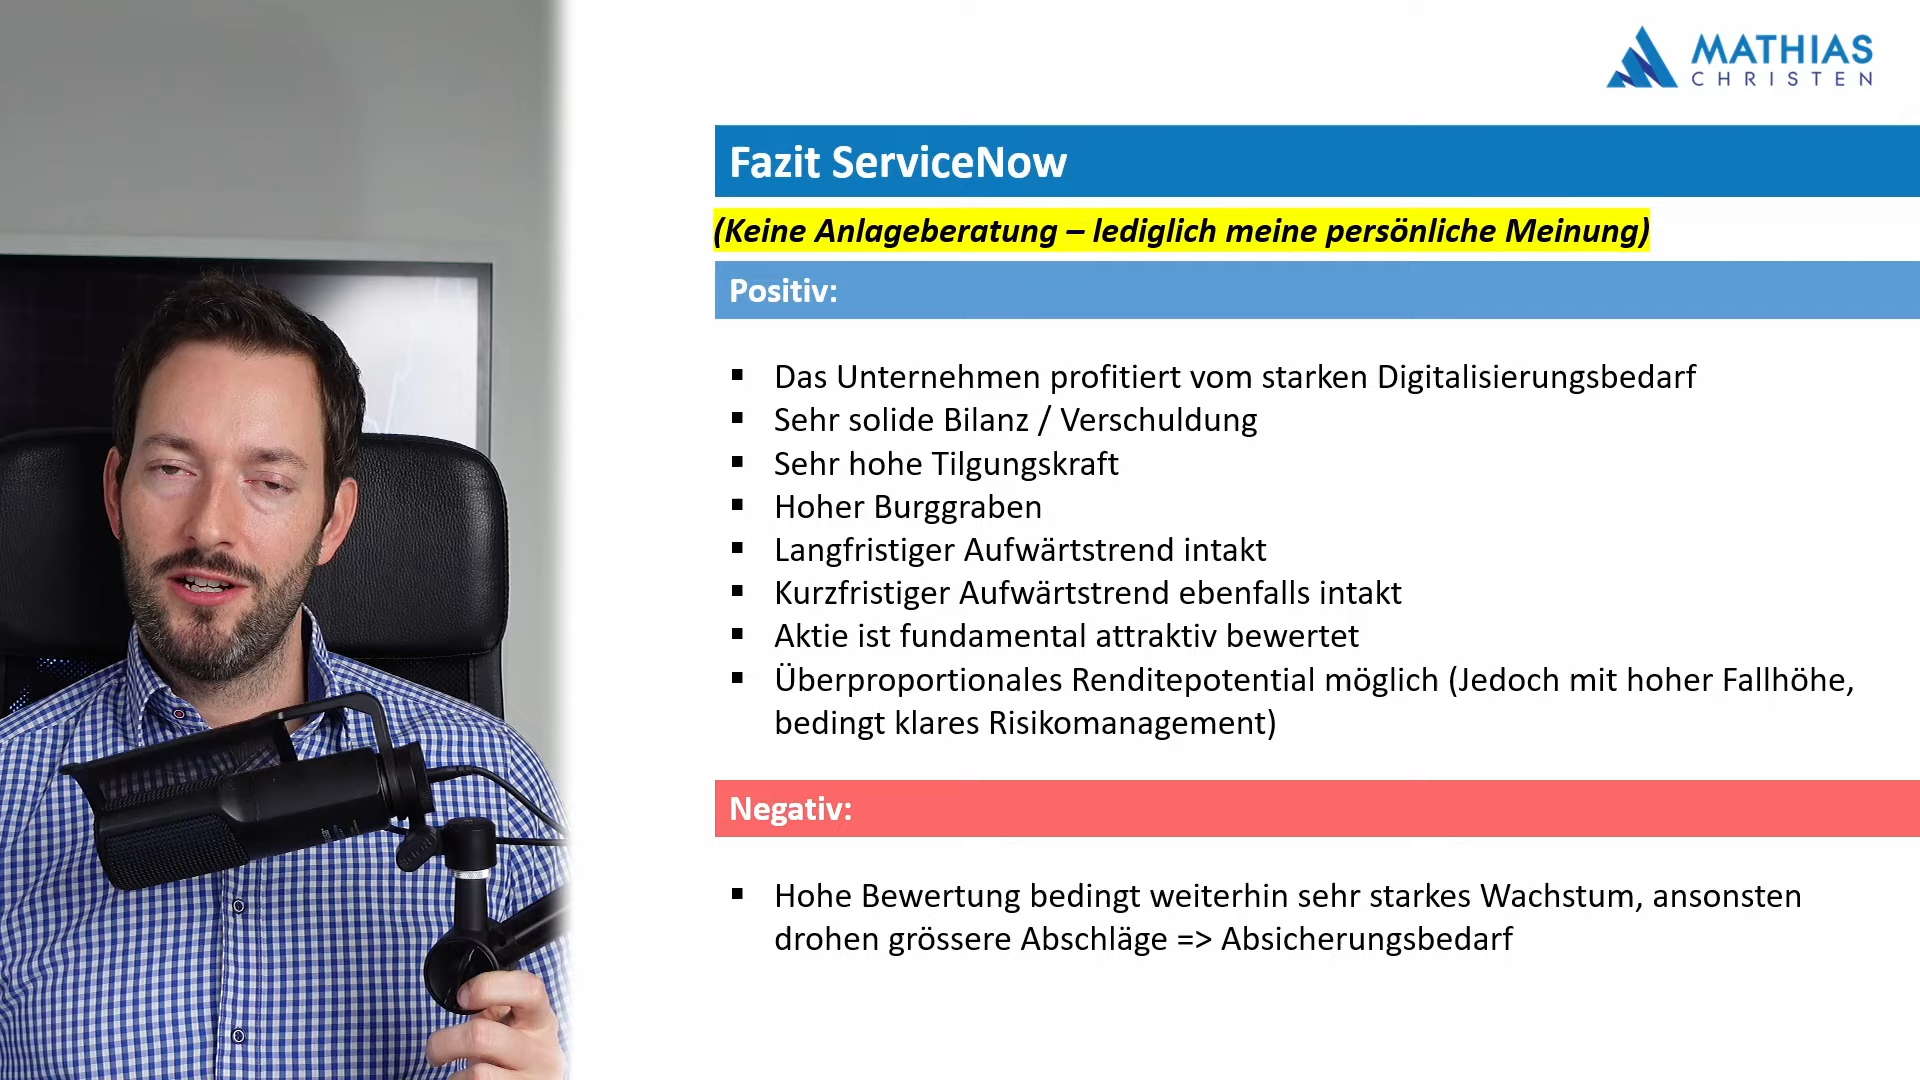 MATHIAS
CHRISTEN
Fazit ServiceNow
(Keine Anlageberatung – lediglich meine persönliche Meinung)
Positiv:
▪ Das Unternehmen profitiert vom starken Digitalisierungsbedarf
▪ Sehr solide Bilanz / Verschuldung
▪ Sehr hohe Tilgungskraft
▪ Hoher Burggraben
▪ Langfristiger Aufwärtstrend intakt
▪ Kurzfristiger Aufwärtstrend ebenfalls intakt
▪ Aktie ist fundamental attraktiv bewertet
▪ Überproportionales Renditepotential möglich (Jedoch mit hoher Fallhöhe,
bedingt klares Risikomanagement)
Negativ:
▪ Hohe Bewertung bedingt weiterhin sehr starkes Wachstum, ansonsten
drohen grössere Abschläge => Absicherungsbedarf